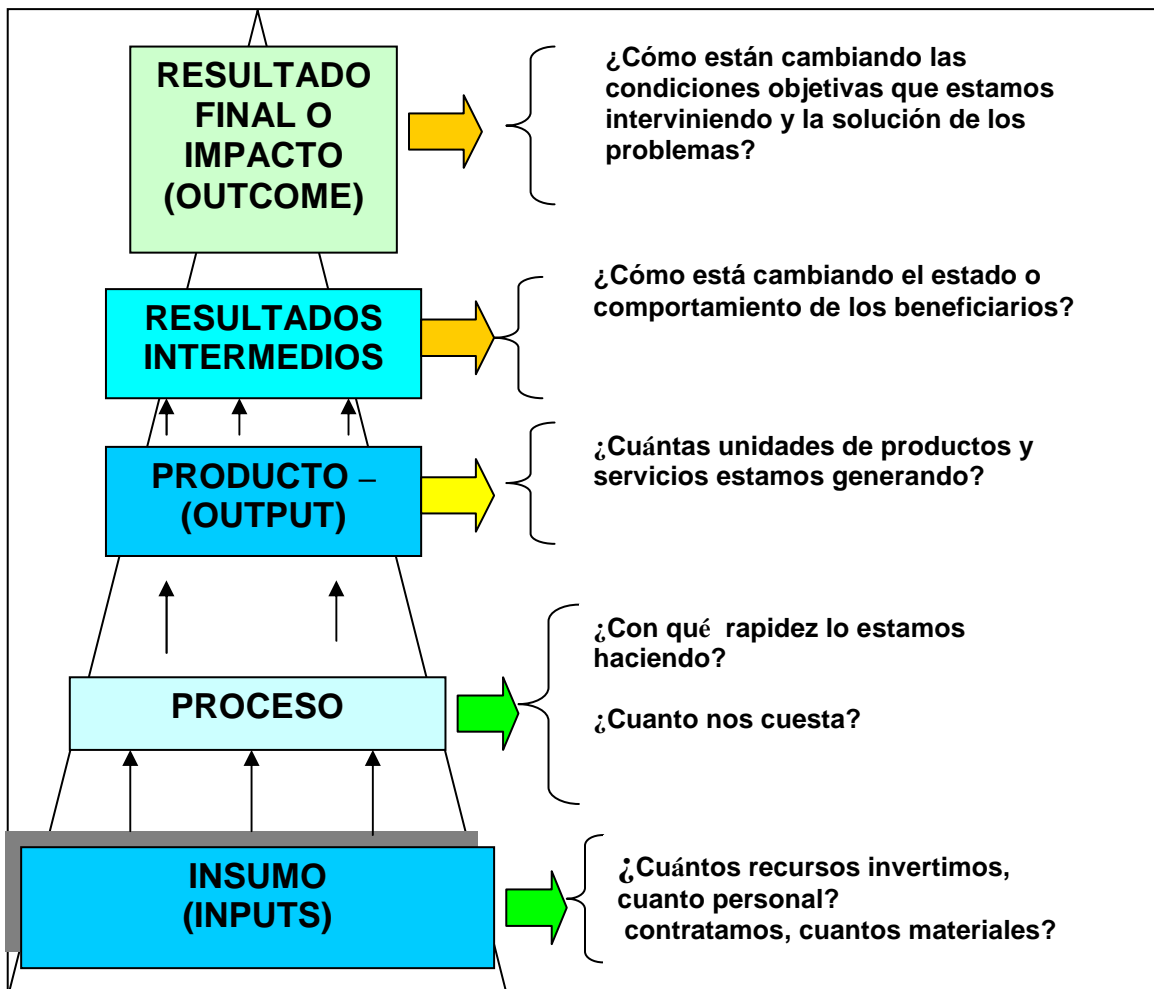 RESULTADO
FINAL O
IMPACTO
(OUTCOME)
¿Cómo están cambiando las
condiciones objetivas que estamos
interviniendo y la solución de los
problemas?
RESULTADOS
INTERMEDIOS
¿Cómo está cambiando el estado o
comportamiento de los beneficiarios?
PRODUCTO –
(OUTPUT)
¿Cuántas unidades de productos y
servicios estamos generando?
PROCESO
¿Con qué rapidez lo estamos
haciendo?
¿Cuanto nos cuesta?
INSUMO
(INPUTS)
¿Cuántos recursos invertimos,
cuanto personal?
contratamos, cuantos materiales?